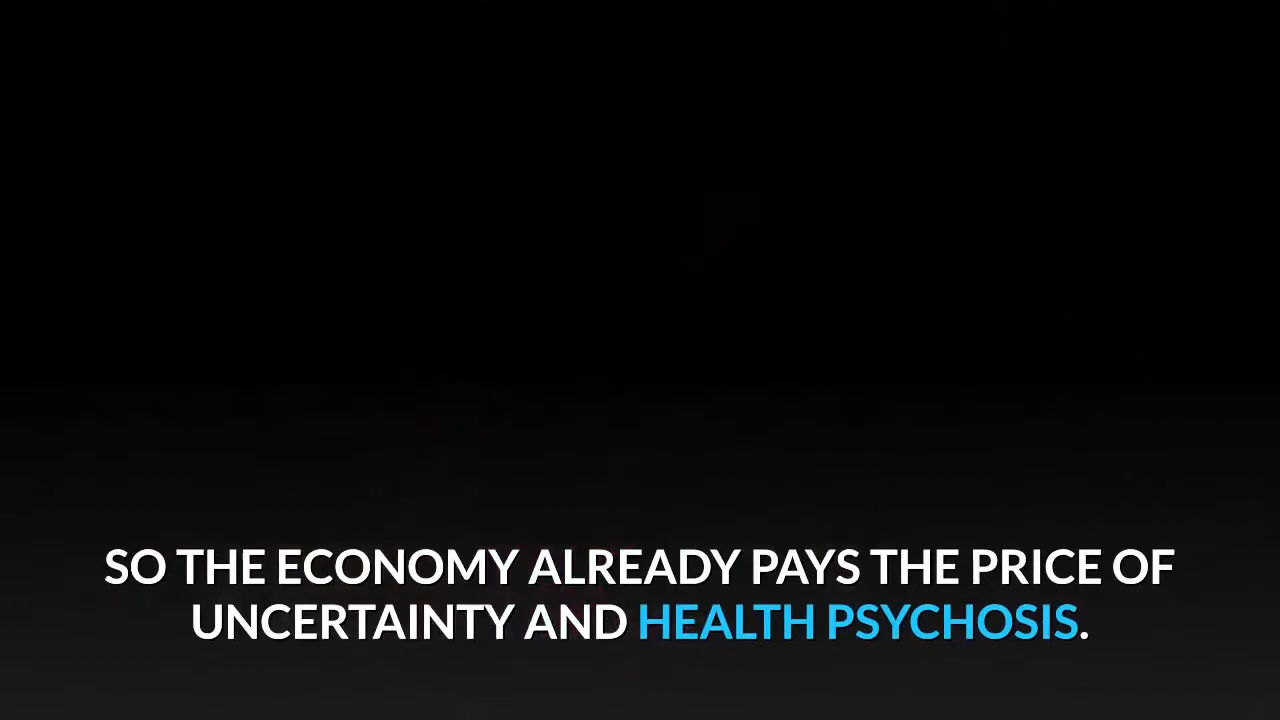 SO THE ECONOMY ALREADY PAYS THE PRICE OF
UNCERTAINTY AND HEALTH PSYCHOSIS.